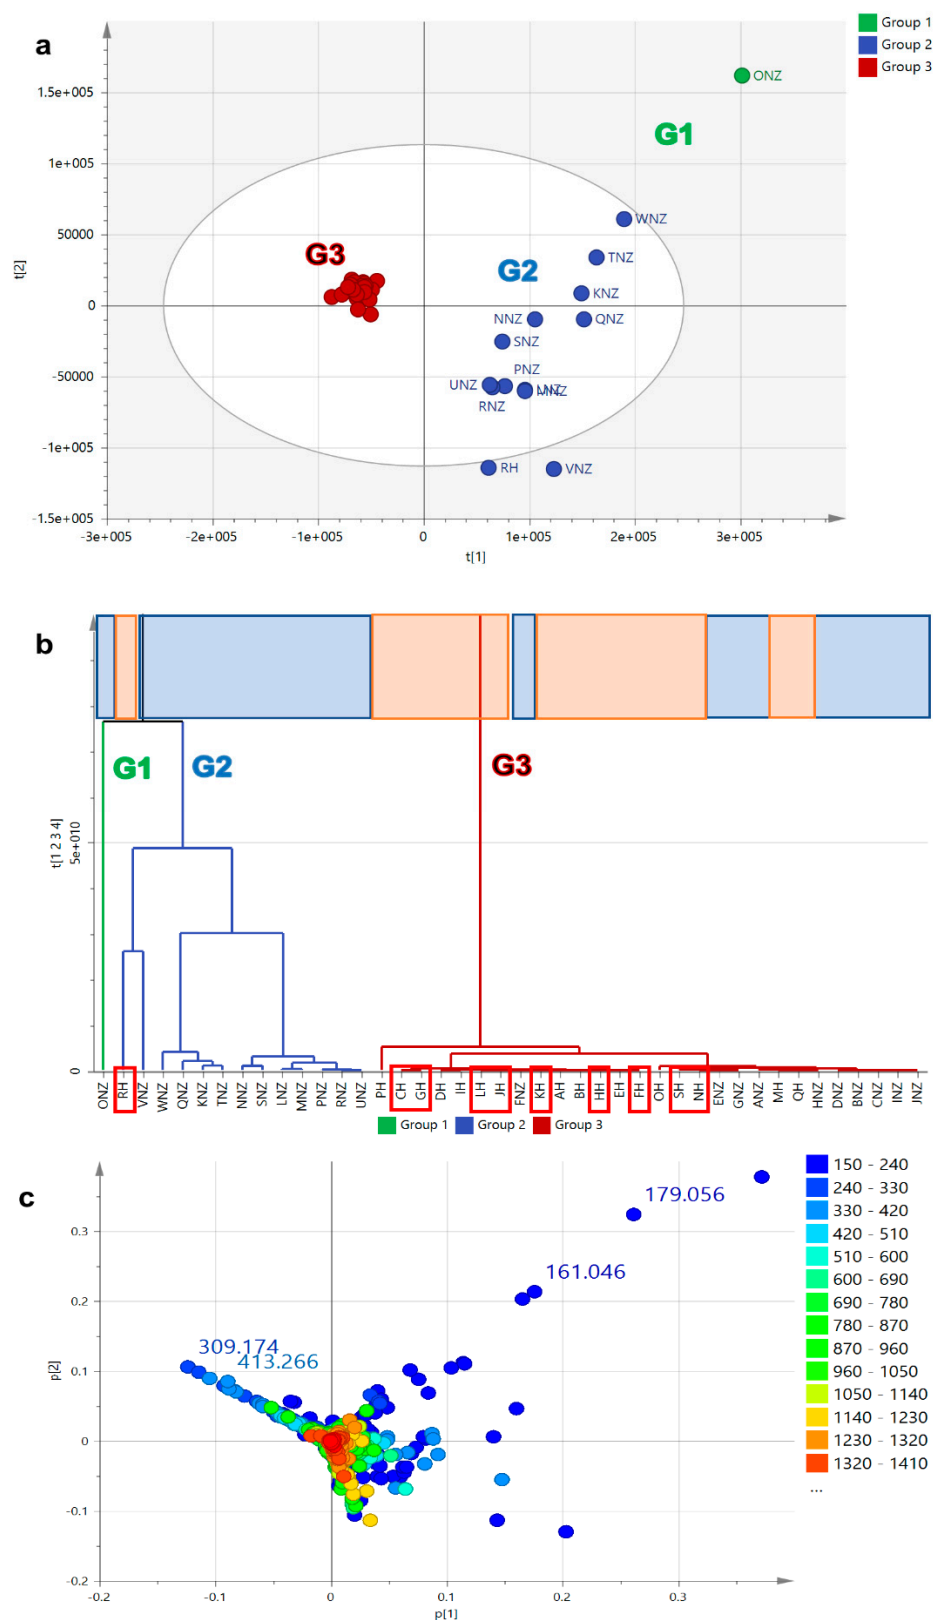 a
Group 1
Group 2
Group 3
ONZ
1.5e+005
G1
1e+005
WNZ
50000
G3
TNZ
t[2]
G2
KNZ
0
NNZ
QNZ
SNZ
PNZ
-50000
UNZ
MNZ
RNZ
-1e+005
RH
VNZ
-1.5e+005
-3e+005 -2e+005 -1e+005 0 1e+005 2e+005 3e+005
t[1]
b
G1 G2 G3
t[1 2 3 4]
5e+010
0
ONZ RH VNZ WNZ QNZ KNZ TNZ NNZ SNZ LNZ MNZ PNZ RNZ UNZ PH CH GH DH IH LH JH FNZ KH AH BH HH EH FH OH SH NH ENZ GNZ ANZ MH QH HNZ DNZ BNZ CNZ INZ JNZ
Group 1 Group 2 Group 3
c
179.056
0.3
161.046
0.2
309.174
413.266
0.1
p[2]
0
-0.1
-0.2
-0.2 -0.1 0 0.1 0.2 0.3
p[1]
150 - 240
240 - 330
330 - 420
420 - 510
510 - 600
600 - 690
690 - 780
780 - 870
870 - 960
960 - 1050
1050 - 1140
1140 - 1230
1230 - 1320
1320 - 1410
...